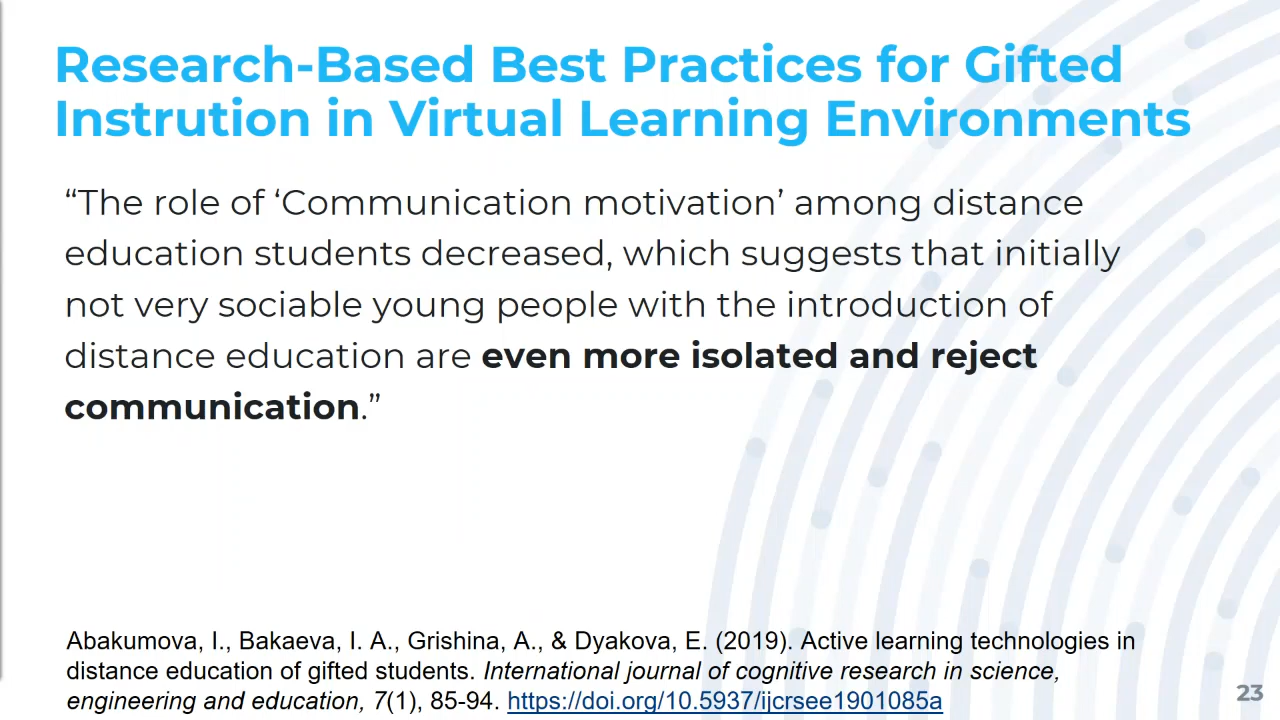 Research-Based Best Practices for Gifted
Instrution in Virtual Learning Environments
“The role of ‘Communication motivation’ among distance
education students decreased, which suggests that initially
not very sociable young people with the introduction of
distance education are even more isolated and reject
communication.”
Abakumova, I., Bakaeva, I. A., Grishina, A., & Dyakova, E. (2019). Active learning technologies in
distance education of gifted students. International journal of cognitive research in science,
engineering and education, 7(1), 85-94. https://doi.org/10.5937/ijcrsee1901085a
23